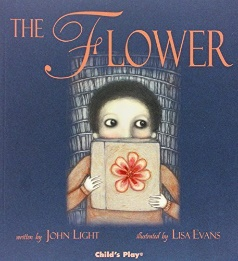 THE FLOWER
written by JOHN LIGHT illustrated by LISA EVANS
Child's Play®